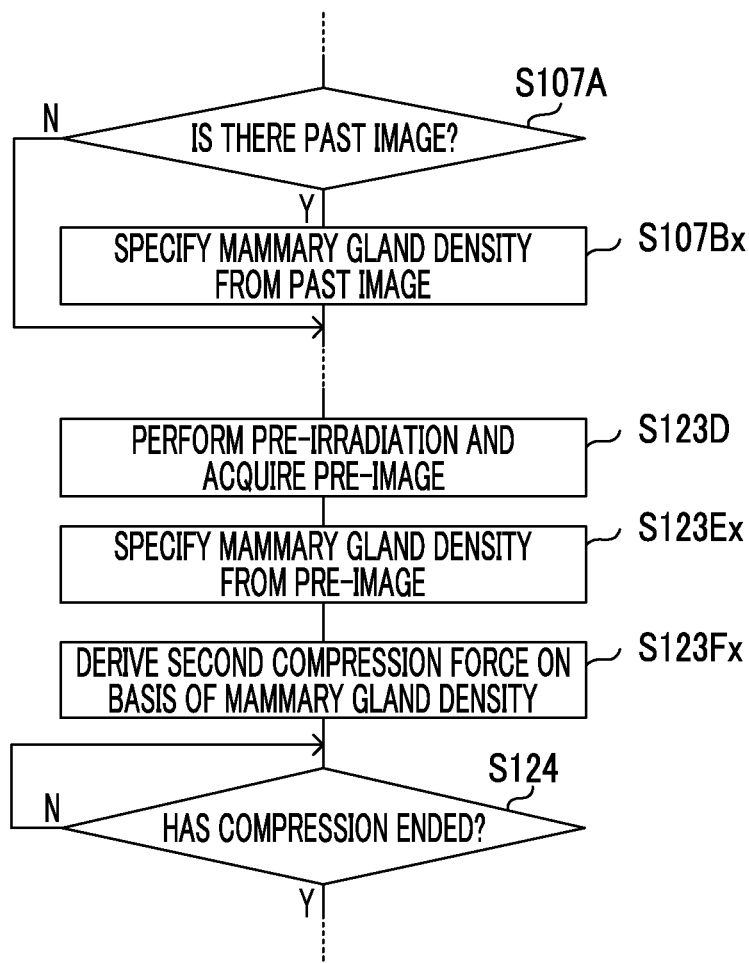 S107A
N
IS THERE PAST IMAGE?
Y
SPECIFY MAMMARY GLAND DENSITY
FROM PAST IMAGE
S107Bx
PERFORM PRE-IRRADIATION AND
ACQUIRE PRE-IMAGE
S123D
SPECIFY MAMMARY GLAND DENSITY
FROM PRE-IMAGE
S123Ex
DERIVE SECOND COMPRESSION FORCE ON
BASIS OF MAMMARY GLAND DENSITY
S123Fx
S124
N
HAS COMPRESSION ENDED?
Y